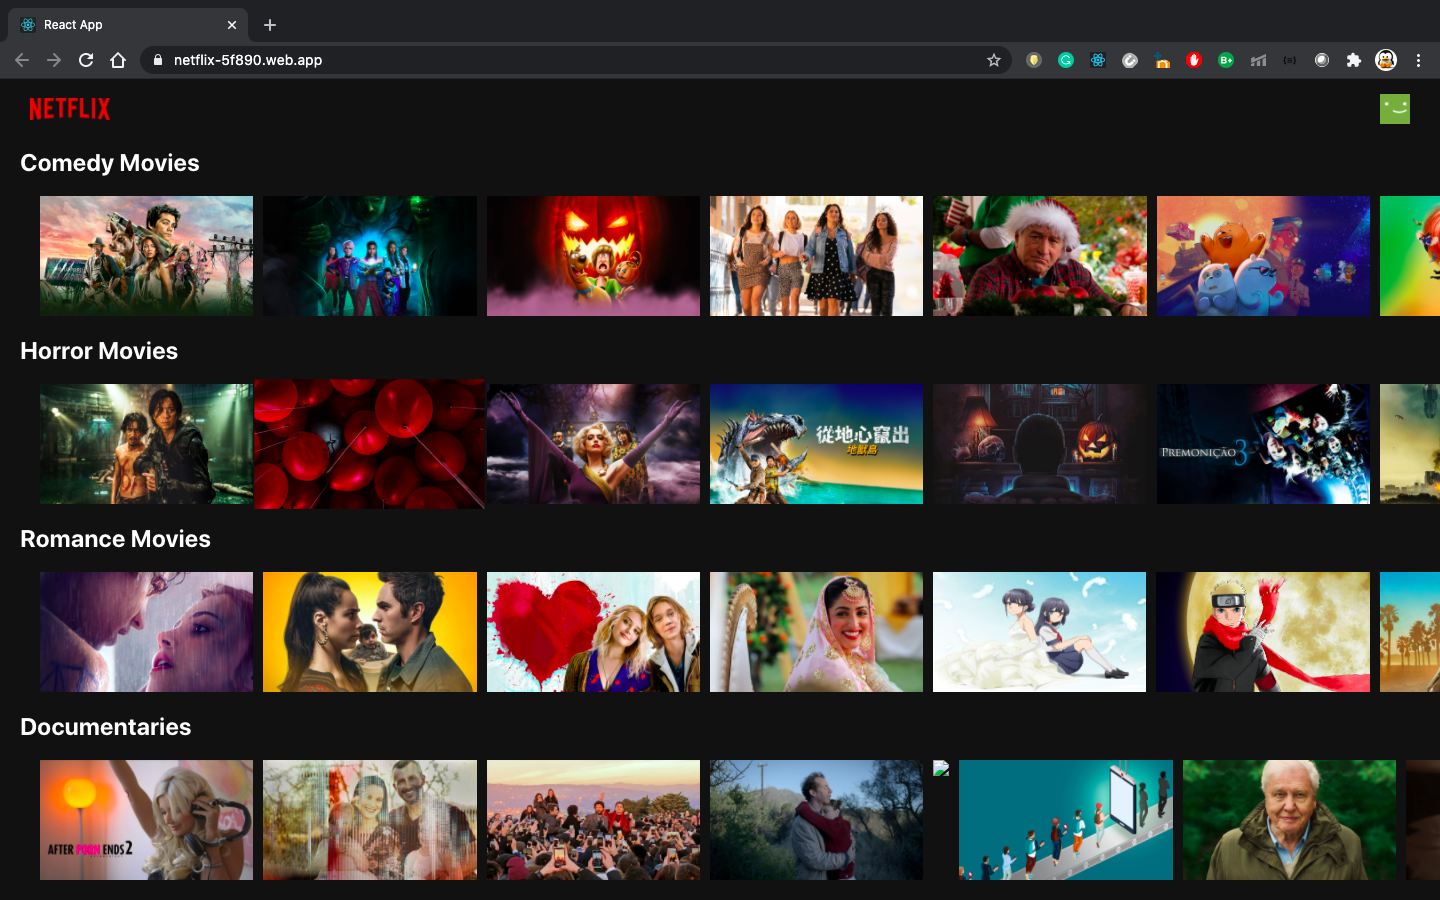 React App
netflix-5f890.web.app
NETFLIX
Comedy Movies
Horror Movies
從地心竄出
地獸島
PREMONIÇÃO 3
Romance Movies
Documentaries
AFTER PORN ENDS 2